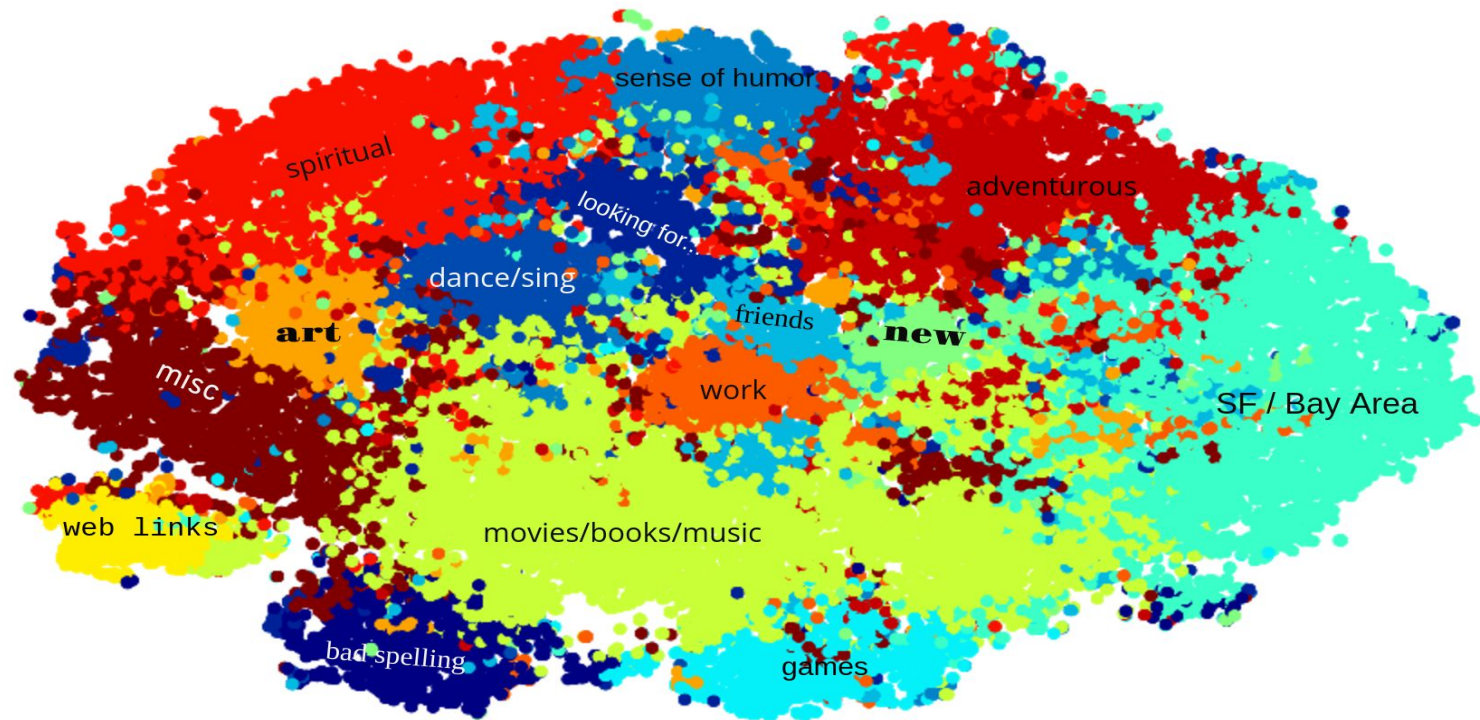 sense of humor
spiritual
adventurous
looking for...
dance/sing
friends
art
new
misc
work
SF / Bay Area
web links
movies/books/music
bad spelling
games